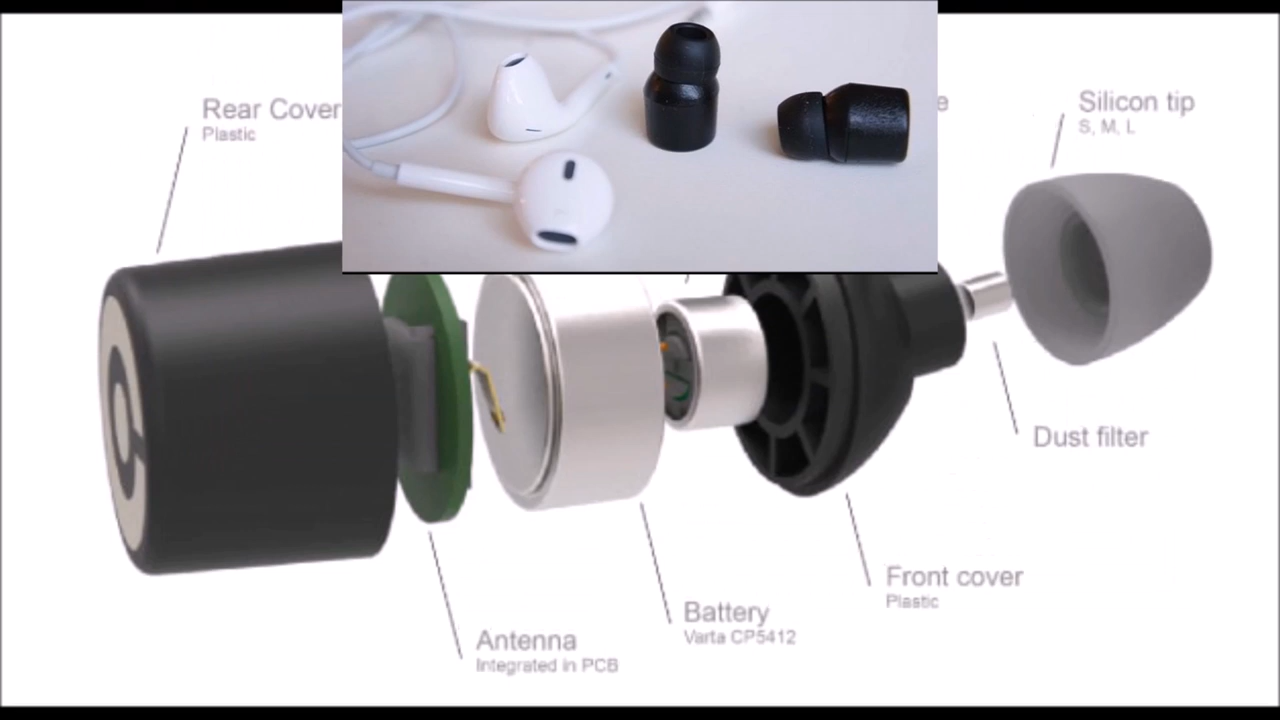 Rear Cover
Plastic
Silicon tip
S, M, L
Dust filter
Front cover
Plastic
Battery
Varta CP5412
Antenna
Integrated in PCB